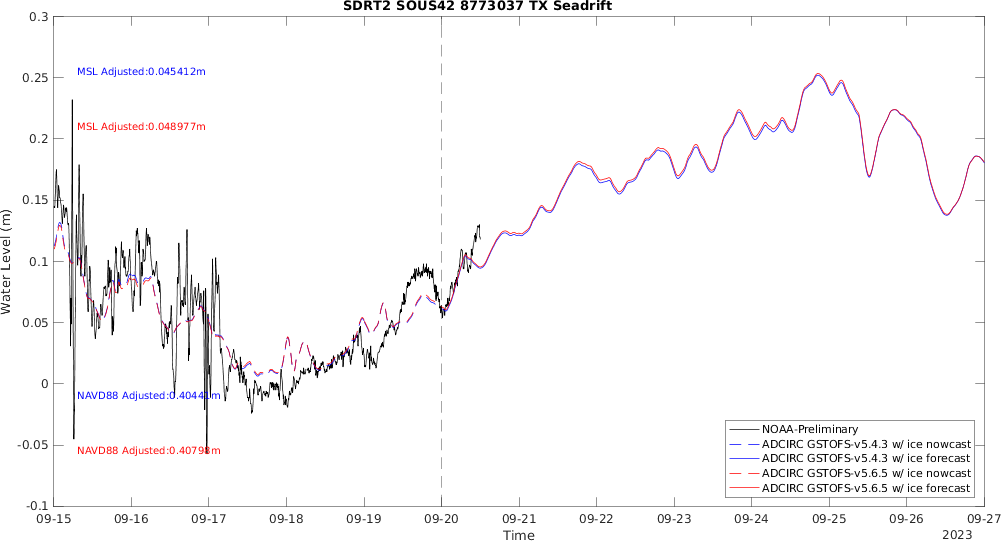 SDRT2 SOUS42 8773037 TX Seadrift
0.3
0.25
0.2
0.15
0.1
0.05
0
-0.05
-0.1
Water Level (m)
MSL Adjusted:0.045412m
MSL Adjusted:0.048977m
NAVD88 Adjusted:0.40441m
NAVD88 Adjusted:0.40798m
NOAA-Preliminary
ADCIRC GSTOFS-v5.4.3 w/ ice nowcast
ADCIRC GSTOFS-v5.4.3 w/ ice forecast
ADCIRC GSTOFS-v5.6.5 w/ ice nowcast
ADCIRC GSTOFS-v5.6.5 w/ ice forecast
09-15 09-16 09-17 09-18 09-19 09-20 09-21 09-22 09-23 09-24 09-25 09-26 09-27
Time
2023